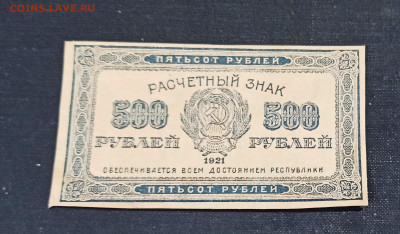 COINS.LAVE.RU
ПЯТЬСОТ РУБЛЕЙ
РАСЧЕТНЫЙ ЗНАК
500 500
РУБЛЕЙ РУБЛЕЙ
1921
ОБЕСПЕЧИВАЕТСЯ ВСЕМ ДОСТОЯНИЕМ РЕСПУБЛИКИ
ПЯТЬСОТ РУБЛЕЙ